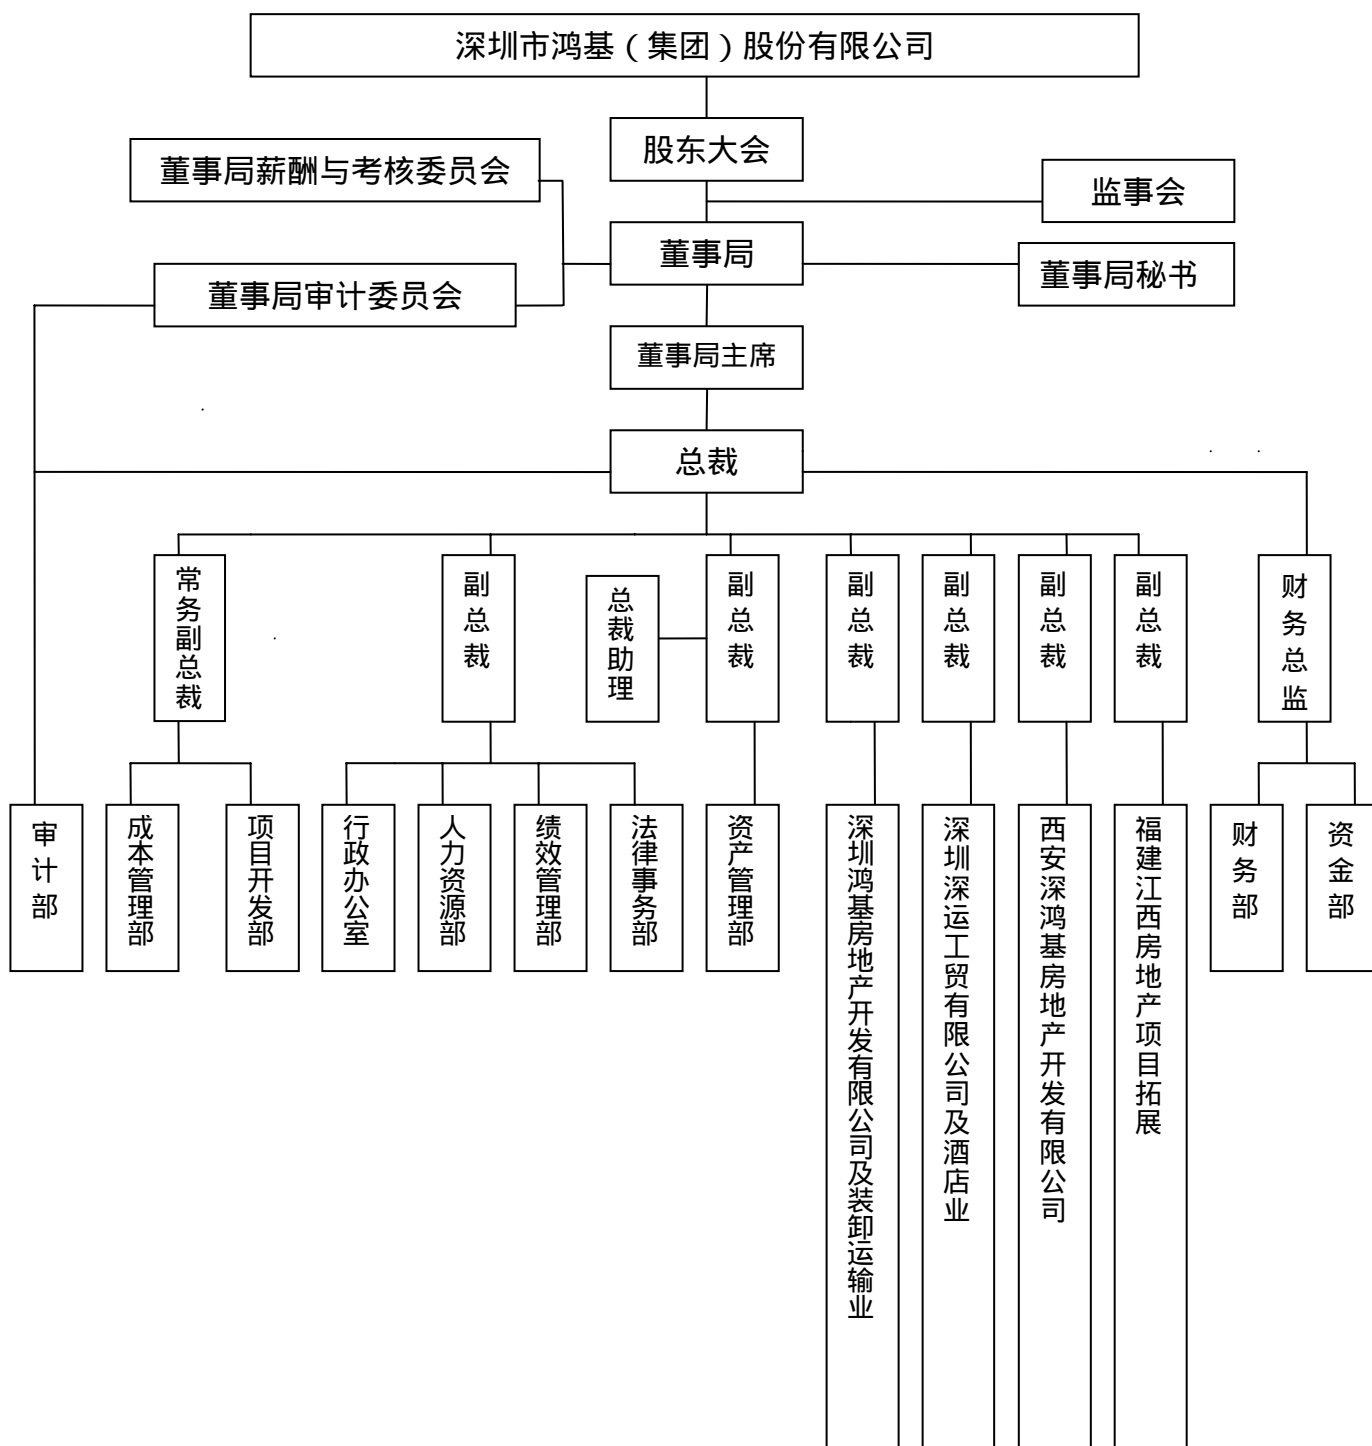 深圳市鸿基（集团）股份有限公司
股东大会
董事局薪酬与考核委员会
监事会
董事局
董事局秘书
董事局审计委员会
董事局主席
总裁
常务副总裁
副总裁
总裁助理
副总裁
副总裁
副总裁
副总裁
副总裁
财务总监
审计部
成本管理部
项目开发部
行政办公室
人力资源部
绩效管理部
法律事务部
资产管理部
深圳鸿基房地产开发有限公司及装卸运输业
深圳深运工贸有限公司及酒店业
西安深鸿基房地产开发有限公司
福建江西房地产项目拓展
财务部
资金部